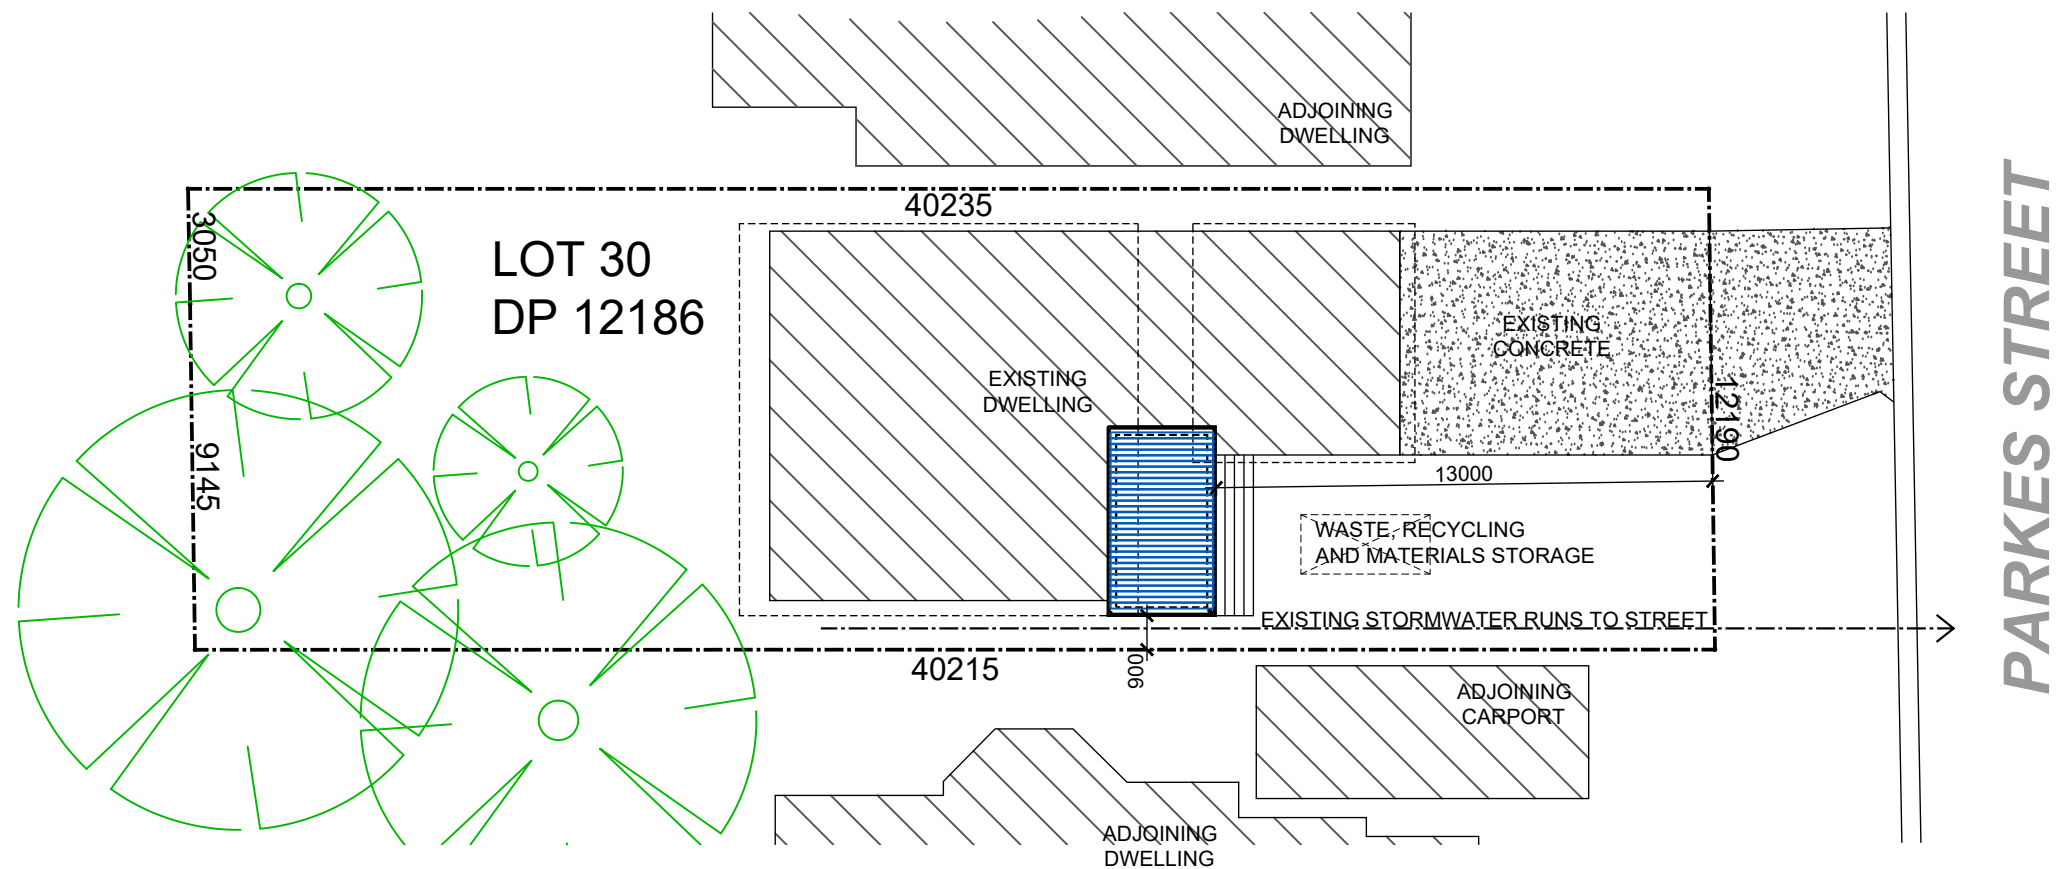 ADJOINING
DWELLING
40235
3050
LOT 30
DP 12186
EXISTING
CONCRETE
EXISTING
DWELLING
12190
9145
13000
WASTE, RECYCLING
AND MATERIALS STORAGE
EXISTING STORMWATER RUNS TO STREET
40215
900
ADJOINING
CARPORT
ADJOINING
DWELLING
PARKES STREET